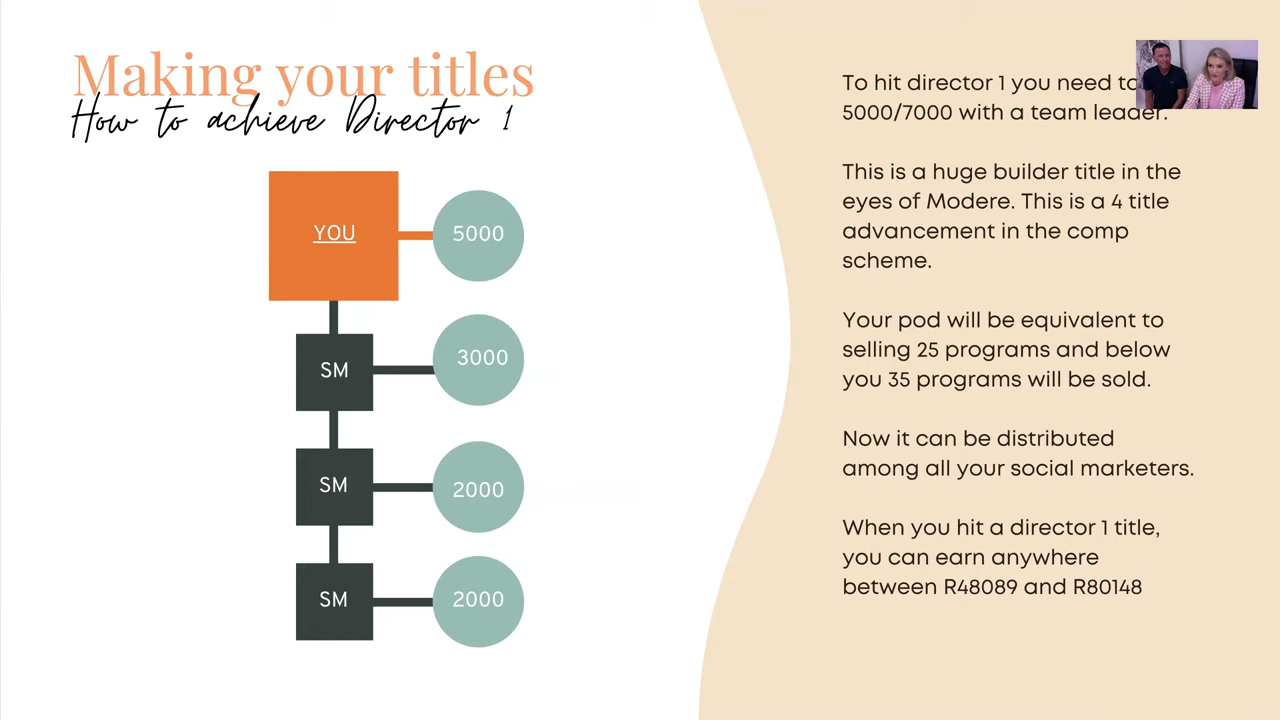 Making your titles
How to achieve Director 1
YOU
5000
SM
3000
SM
2000
SM
2000
To hit director 1 you need to
5000/7000 with a team leader.
This is a huge builder title in the
eyes of Modere. This is a 4 title
advancement in the comp
scheme.
Your pod will be equivalent to
selling 25 programs and below
you 35 programs will be sold.
Now it can be distributed
among all your social marketers.
When you hit a director 1 title,
you can earn anywhere
between R48089 and R80148